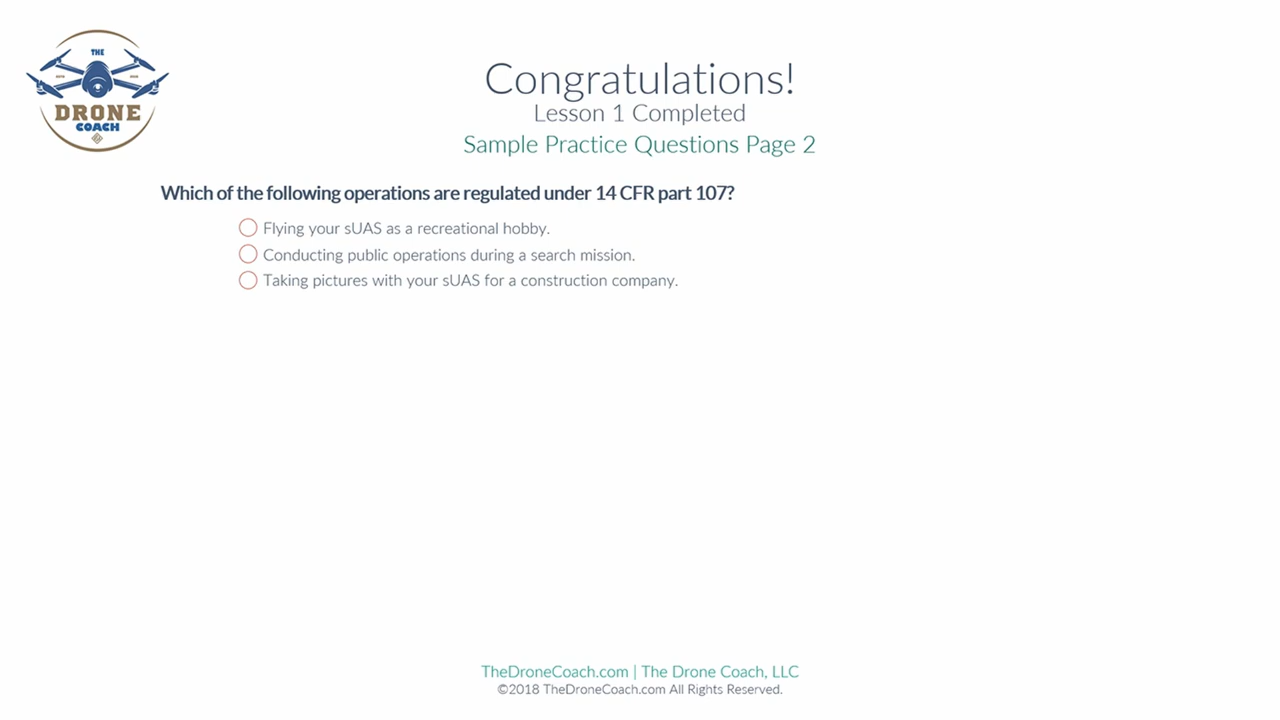 THE
DRONE
COACH
Congratulations!
Lesson 1 Completed
Sample Practice Questions Page 2
Which of the following operations are regulated under 14 CFR part 107?
Flying your sUAS as a recreational hobby.
Conducting public operations during a search mission.
Taking pictures with your sUAS for a construction company.
TheDroneCoach.com | The Drone Coach, LLC
©2018 TheDroneCoach.com All Rights Reserved.